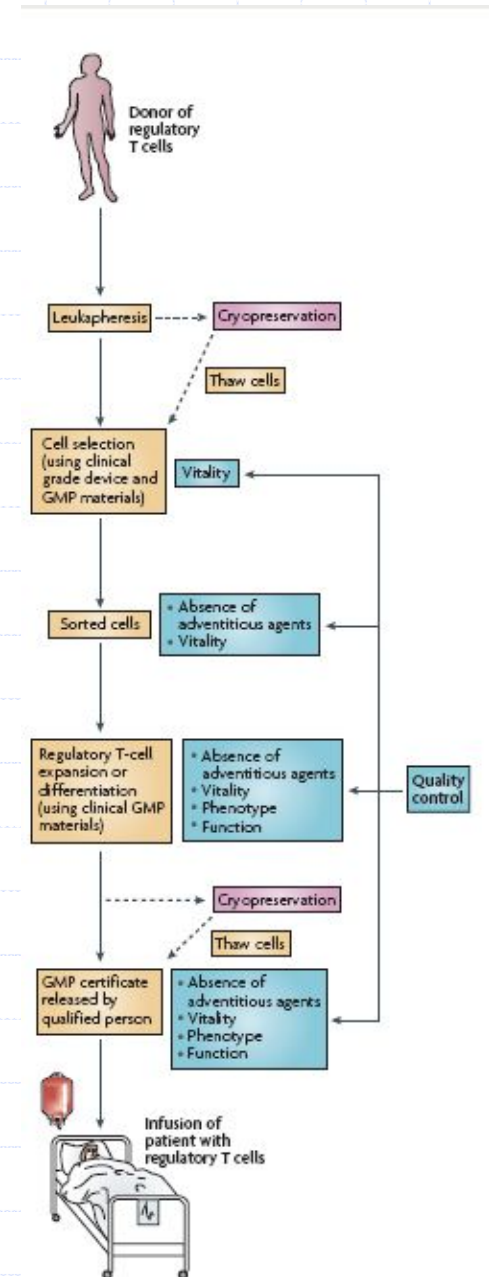 Donor of
regulatory
T cells
Leukapheresis
Cryopreservation
Thaw cells
Cell selection
(using clinical
grade device and
GMP materials)
Vitality
Sorted cells
• Absence of
adventitious agents
• Vitality
Regulatory T-cell
expansion or
differentiation
(using clinical GMP
materials)
• Absence of
adventitious agents
• Vitality
• Phenotype
• Function
Quality
control
Cryopreservation
Thaw cells
GMP certificate
released by
qualified person
• Absence of
adventitious agents
• Vitality
• Phenotype
• Function
Infusion of
patient with
regulatory T cells